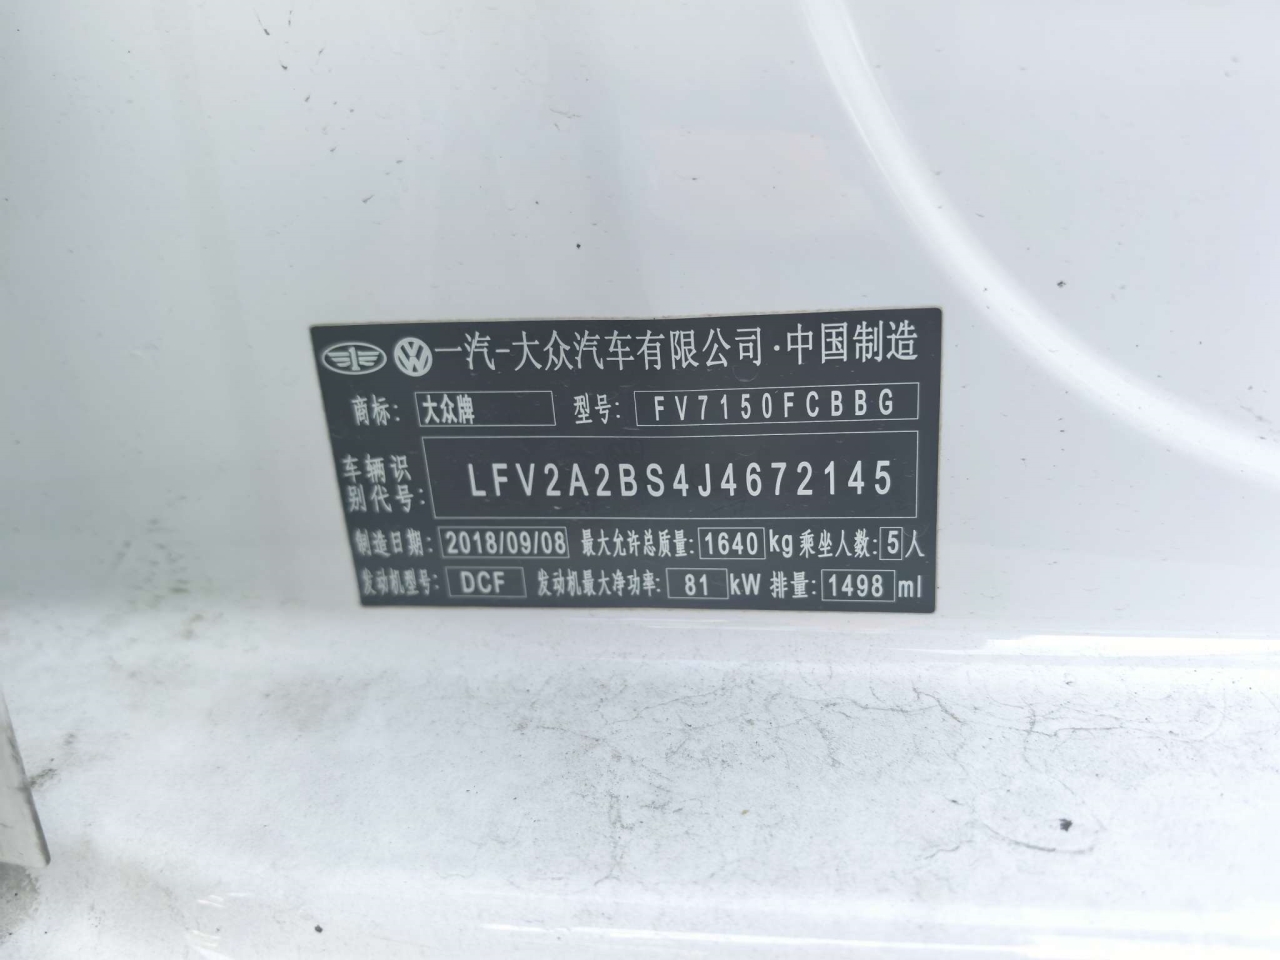 一汽-大众汽车有限公司·中国制造
商标: 大众牌 型号: FV7150FCBBG
车辆识别代号: LFV2A2BS4J4672145
制造日期: 2018/09/08 最大允许总质量: 1640 kg 乘坐人数: 5 人
发动机型号: DCF 发动机最大净功率: 81 kW 排量: 1498 ml